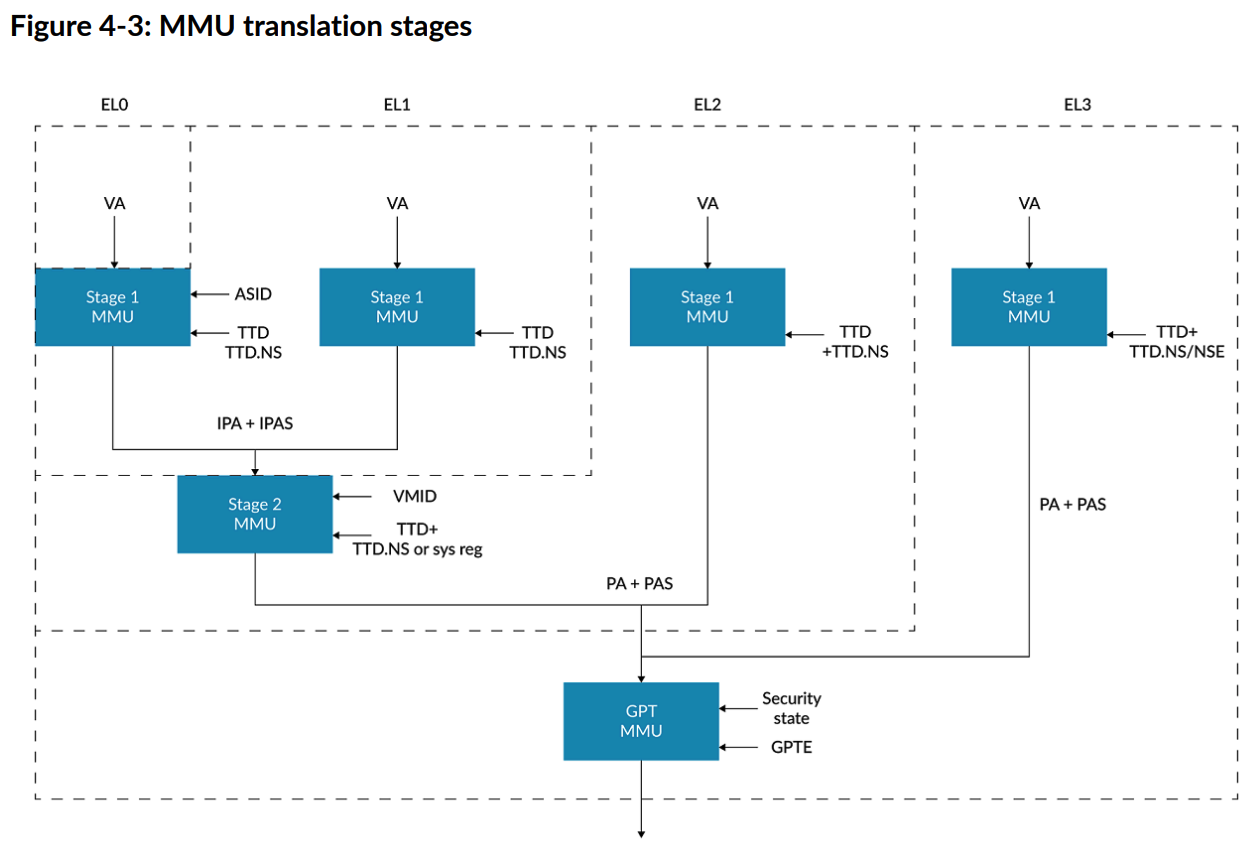 Figure 4-3: MMU translation stages
EL0
EL1
EL2
EL3
VA
VA
VA
VA
Stage 1
MMU
ASID
TTD
TTD.NS
Stage 1
MMU
TTD
TTD.NS
Stage 1
MMU
TTD
+TTD.NS
Stage 1
MMU
TTD+
TTD.NS/NSE
IPA + IPAS
Stage 2
MMU
VMID
TTD+
TTD.NS or sys reg
PA + PAS
PA + PAS
GPT
MMU
Security
state
GPTE